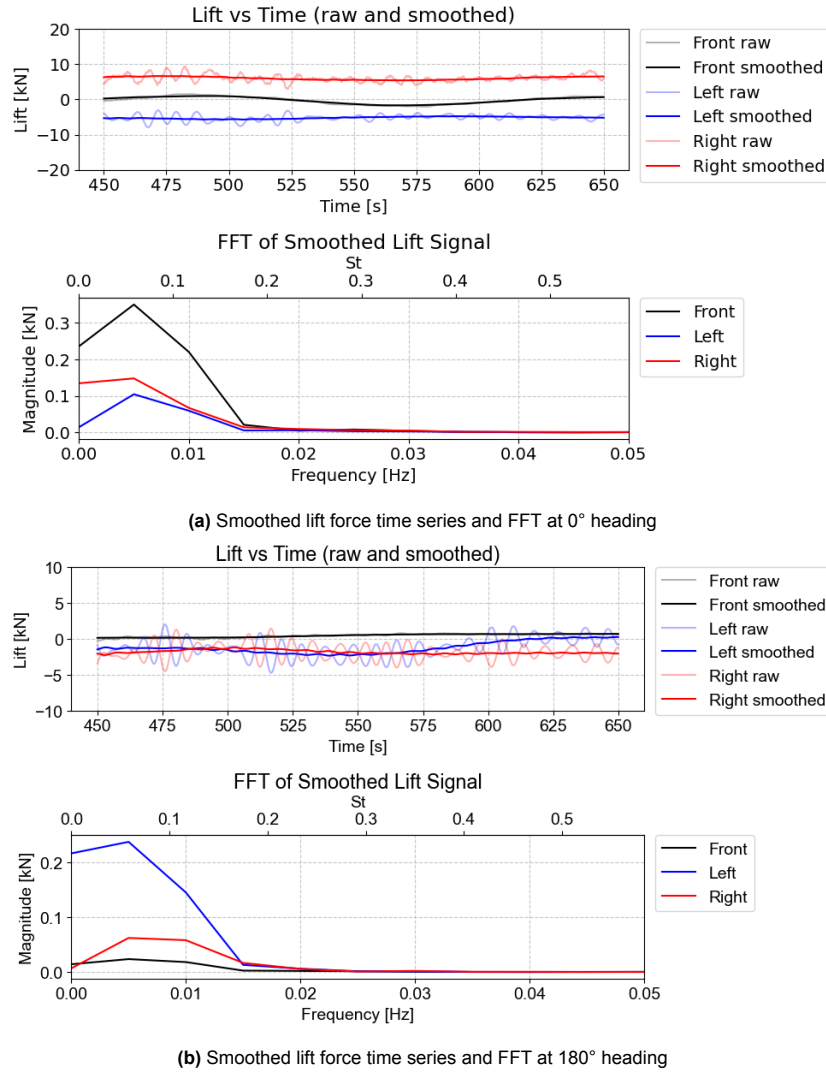 Lift vs Time (raw and smoothed)
20
10
0
−10
−20
Lift [kN]
450 475 500 525 550 575 600 625 650
Time [s]
Front raw
Front smoothed
Left raw
Left smoothed
Right raw
Right smoothed
FFT of Smoothed Lift Signal
St
0.0 0.1 0.2 0.3 0.4 0.5
0.3
0.2
0.1
0.0
Magnitude [kN]
0.00 0.01 0.02 0.03 0.04 0.05
Frequency [Hz]
Front
Left
Right
(a) Smoothed lift force time series and FFT at 0° heading
Lift vs Time (raw and smoothed)
10
5
0
−5
−10
Lift [kN]
450 475 500 525 550 575 600 625 650
Time [s]
Front raw
Front smoothed
Left raw
Left smoothed
Right raw
Right smoothed
FFT of Smoothed Lift Signal
St
0.0 0.1 0.2 0.3 0.4 0.5
0.2
0.1
0.0
Magnitude [kN]
0.00 0.01 0.02 0.03 0.04 0.05
Frequency [Hz]
Front
Left
Right
(b) Smoothed lift force time series and FFT at 180° heading